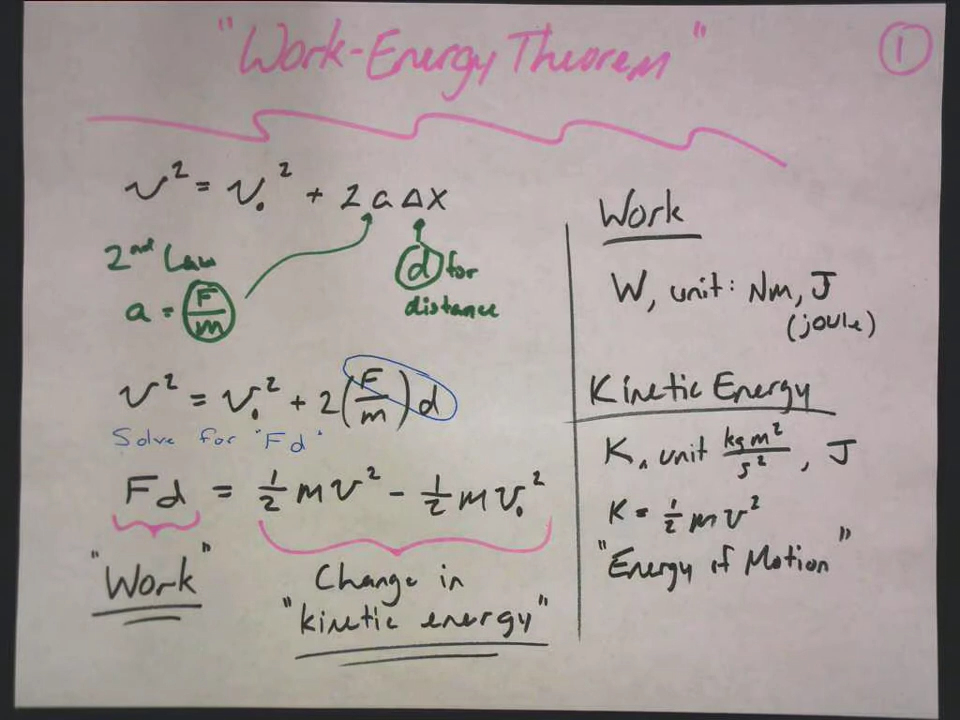 "Work-Energy Theorem"
1
v² = v₀² + 2aΔx
2nd Law
a = F/m
d for
distance
v² = v₀² + 2(F/m)d
Solve for "Fd"
Fd = ½mv² - ½mv₀²
"Work"
Change in
"kinetic energy"
Work
W, unit: Nm, J
(joule)
Kinetic Energy
K, unit kgm²/s², J
K = ½mv²
"Energy of Motion"